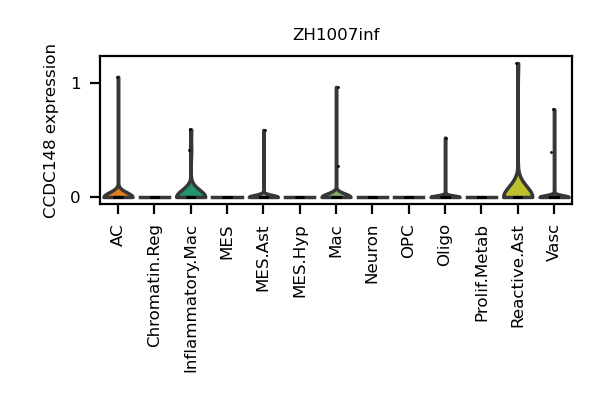 ZH1007inf
CCDC148 expression
1
0
AC
Chromatin.Reg
Inflammatory.Mac
MES
MES.Ast
MES.Hyp
Mac
Neuron
OPC
Oligo
Prolif.Metab
Reactive.Ast
Vasc